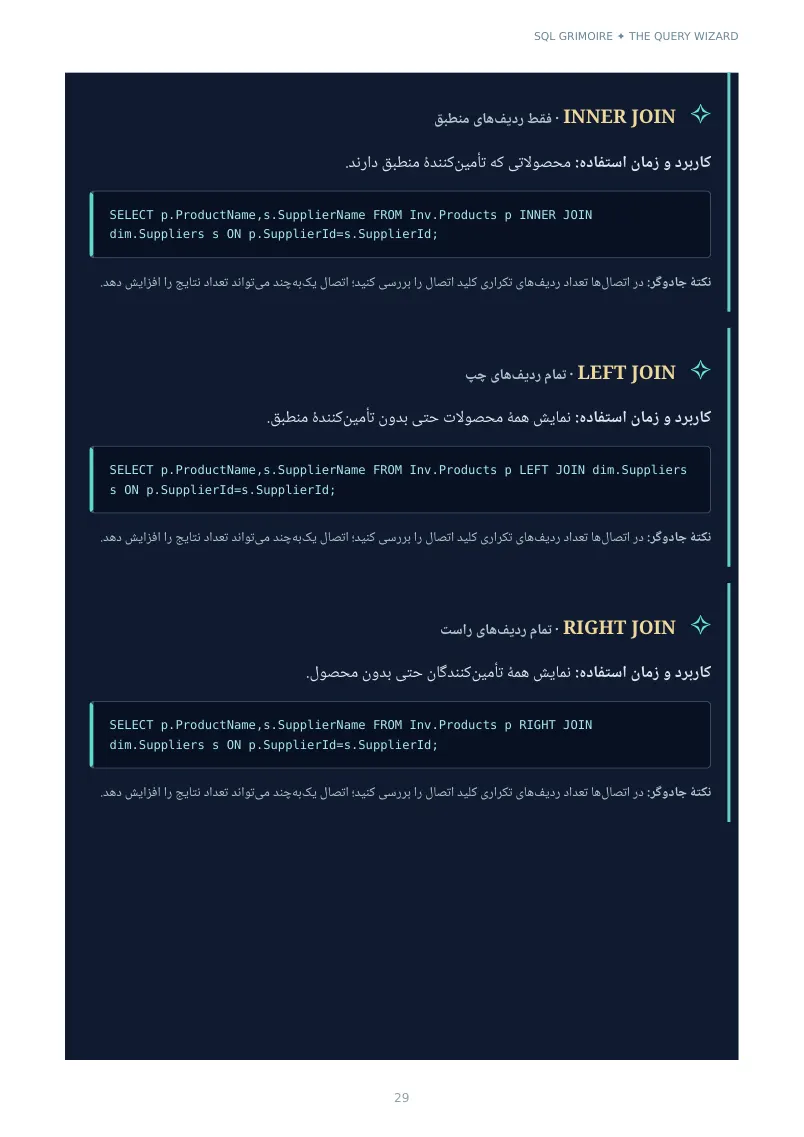 SQL GRIMOIRE ✦ THE QUERY WIZARD
✧ INNER JOIN · فقط ردیف‌های منطبق
کاربرد و زمان استفاده: محصولاتی که تأمین‌کنندهٔ منطبق دارند.
SELECT p.ProductName,s.SupplierName FROM Inv.Products p INNER JOIN
dim.Suppliers s ON p.SupplierId=s.SupplierId;
نکتهٔ جادوگر: در اتصال‌ها تعداد ردیف‌های تکراری کلید اتصال را بررسی کنید؛ اتصال یک‌به‌چند می‌تواند تعداد نتایج را افزایش دهد.
✧ LEFT JOIN · تمام ردیف‌های چپ
کاربرد و زمان استفاده: نمایش همهٔ محصولات حتی بدون تأمین‌کنندهٔ منطبق.
SELECT p.ProductName,s.SupplierName FROM Inv.Products p LEFT JOIN dim.Suppliers
s ON p.SupplierId=s.SupplierId;
نکتهٔ جادوگر: در اتصال‌ها تعداد ردیف‌های تکراری کلید اتصال را بررسی کنید؛ اتصال یک‌به‌چند می‌تواند تعداد نتایج را افزایش دهد.
✧ RIGHT JOIN · تمام ردیف‌های راست
کاربرد و زمان استفاده: نمایش همهٔ تأمین‌کنندگان حتی بدون محصول.
SELECT p.ProductName,s.SupplierName FROM Inv.Products p RIGHT JOIN
dim.Suppliers s ON p.SupplierId=s.SupplierId;
نکتهٔ جادوگر: در اتصال‌ها تعداد ردیف‌های تکراری کلید اتصال را بررسی کنید؛ اتصال یک‌به‌چند می‌تواند تعداد نتایج را افزایش دهد.
29